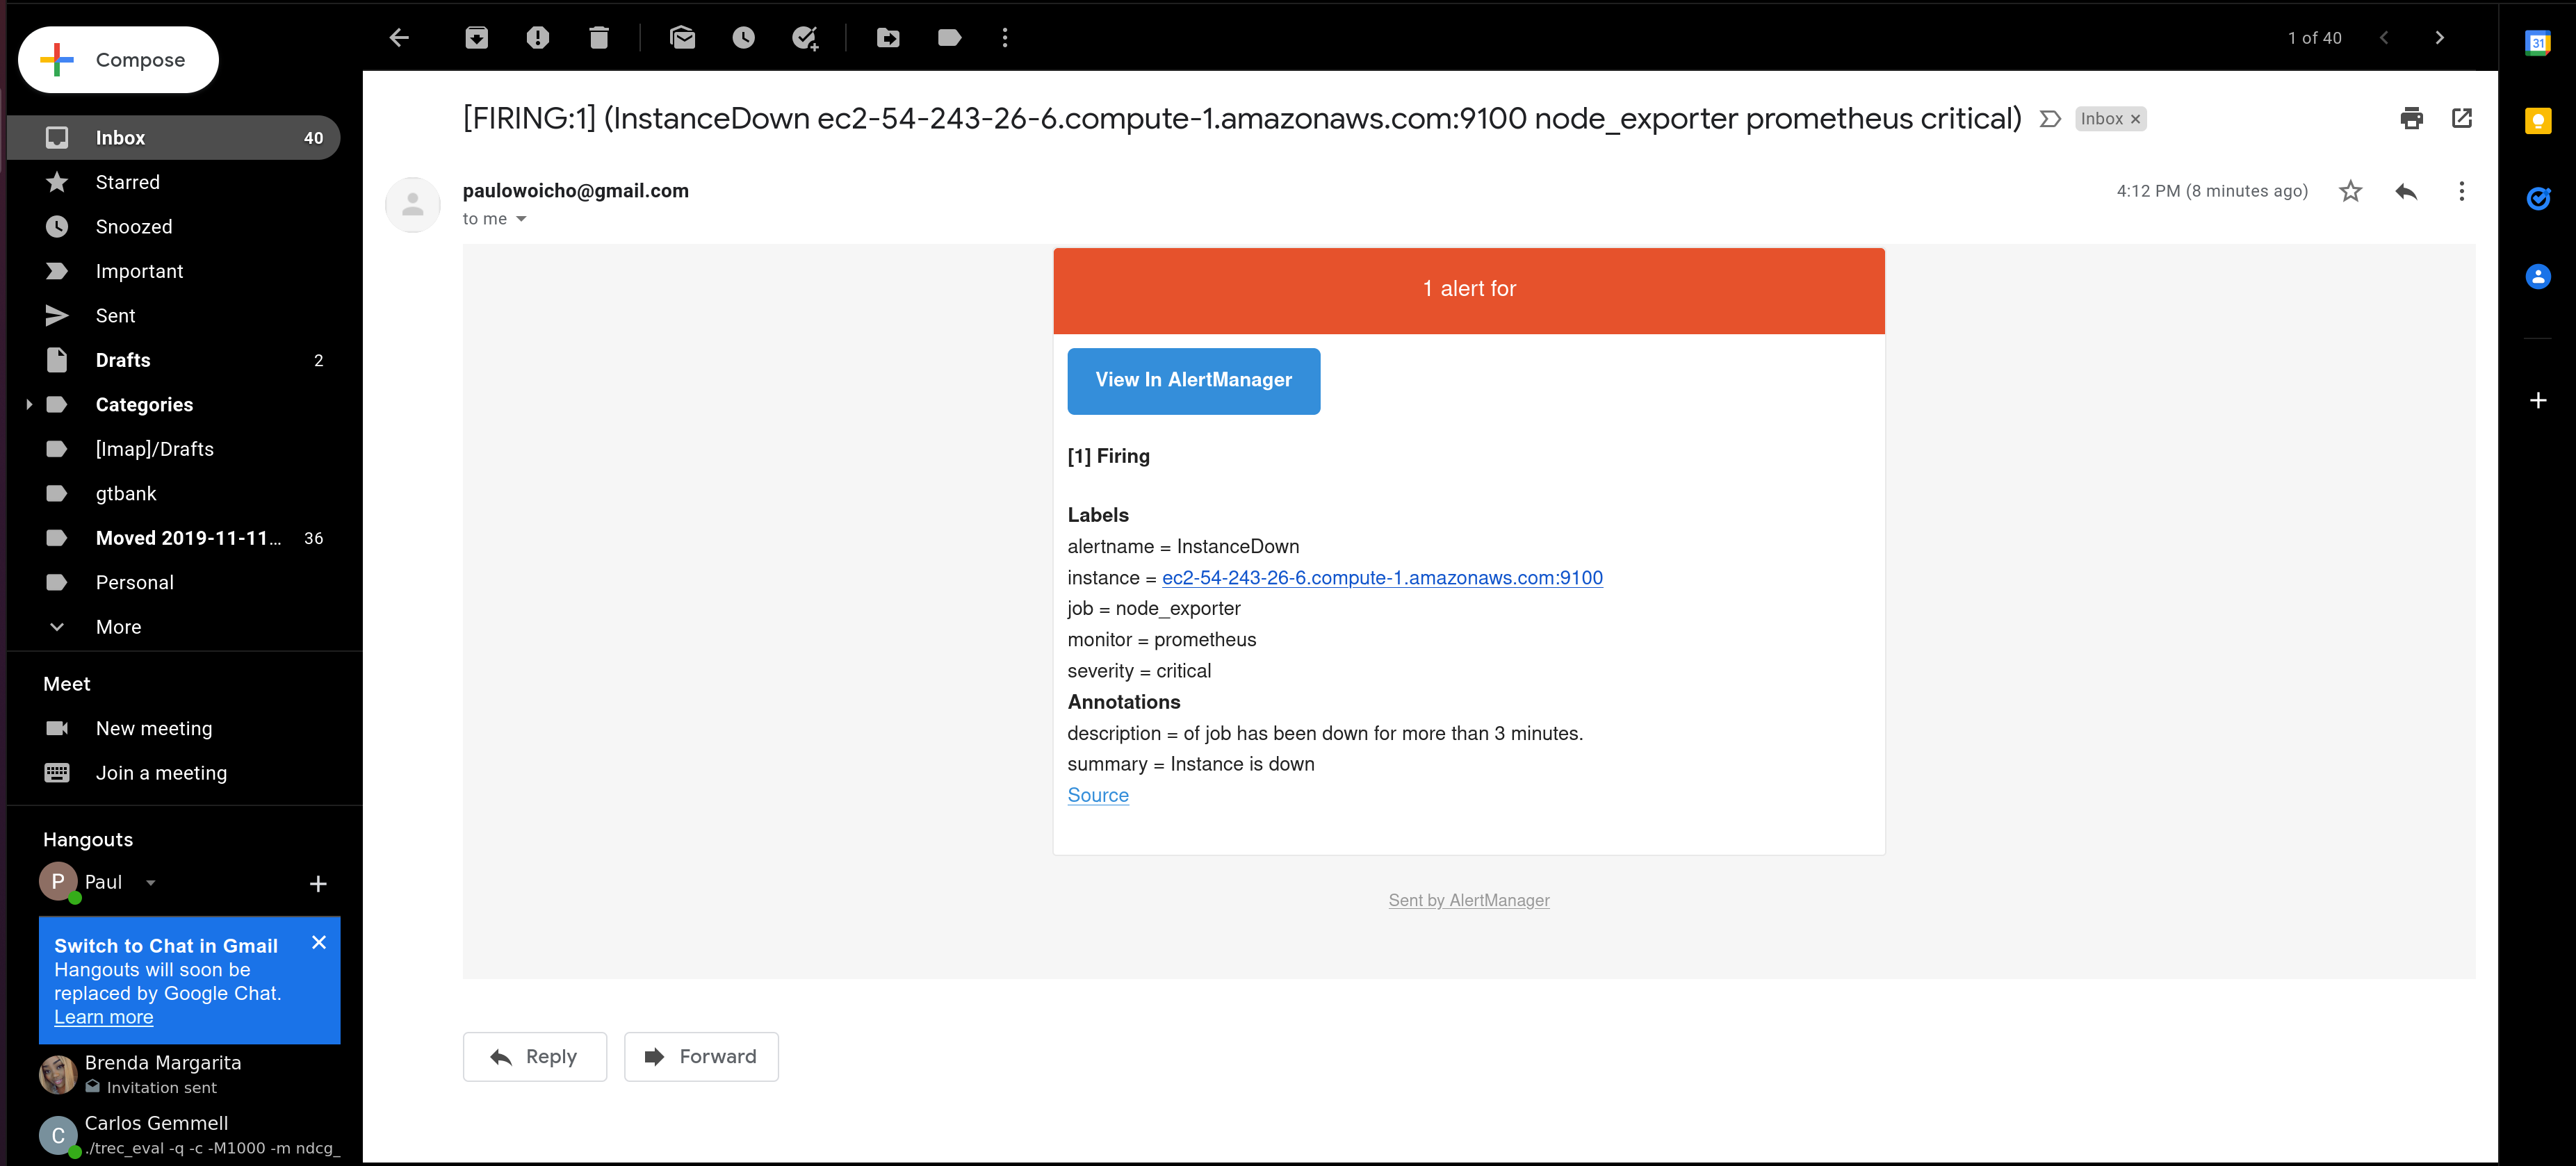 Compose
1 of 40
31
Inbox 40
Starred
Snoozed
Important
Sent
Drafts 2
Categories
[Imap]/Drafts
gtbank
Moved 2019-11-11... 36
Personal
More
Meet
New meeting
Join a meeting
Hangouts
P Paul
Switch to Chat in Gmail
Hangouts will soon be
replaced by Google Chat.
Learn more
Brenda Margarita
Invitation sent
C Carlos Gemmell
./trec_eval -q -c -M1000 -m ndcg_
[FIRING:1] (InstanceDown ec2-54-243-26-6.compute-1.amazonaws.com:9100 node_exporter prometheus critical) Inbox ×
paulowoicho@gmail.com 4:12 PM (8 minutes ago)
to me
1 alert for
View In AlertManager
[1] Firing
Labels
alertname = InstanceDown
instance = ec2-54-243-26-6.compute-1.amazonaws.com:9100
job = node_exporter
monitor = prometheus
severity = critical
Annotations
description = of job has been down for more than 3 minutes.
summary = Instance is down
Source
Sent by AlertManager
Reply Forward